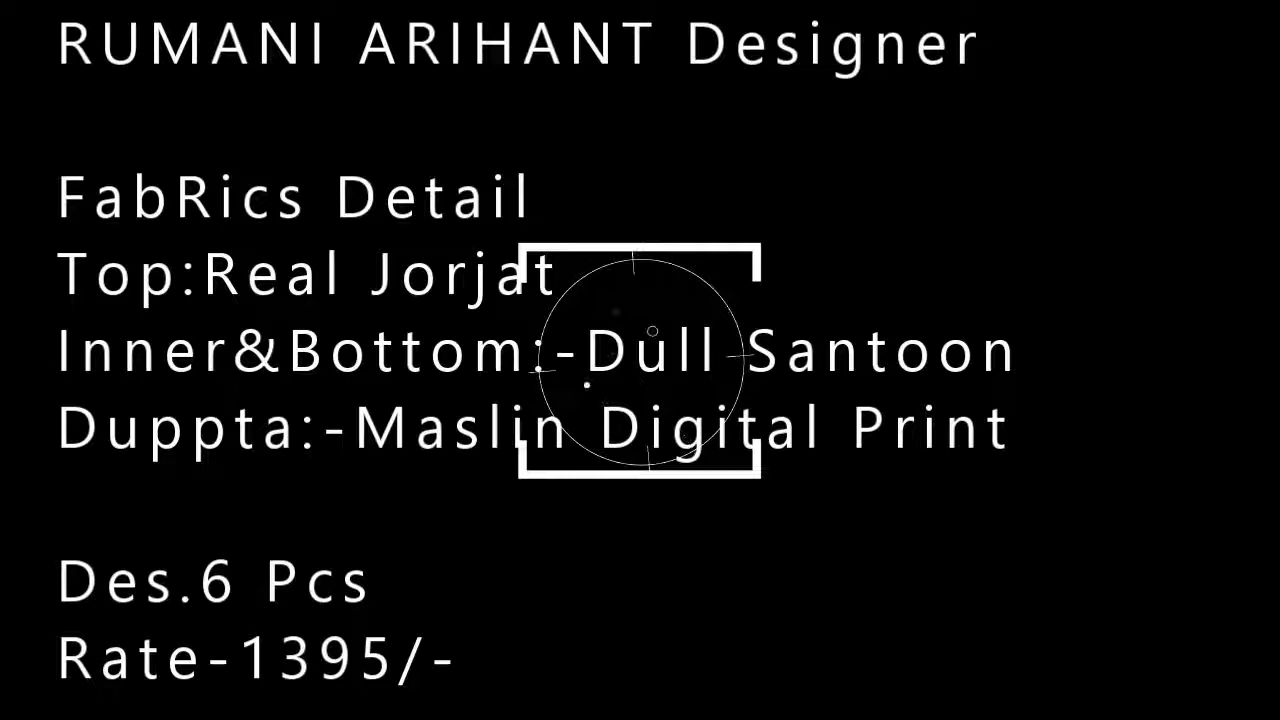 RUMANI ARIHANT Designer
FabRics Detail
Top:Real Jorjat
Inner&Bottom:-Dull Santoon
Duppta:-Maslin Digital Print
Des.6 Pcs
Rate-1395/-